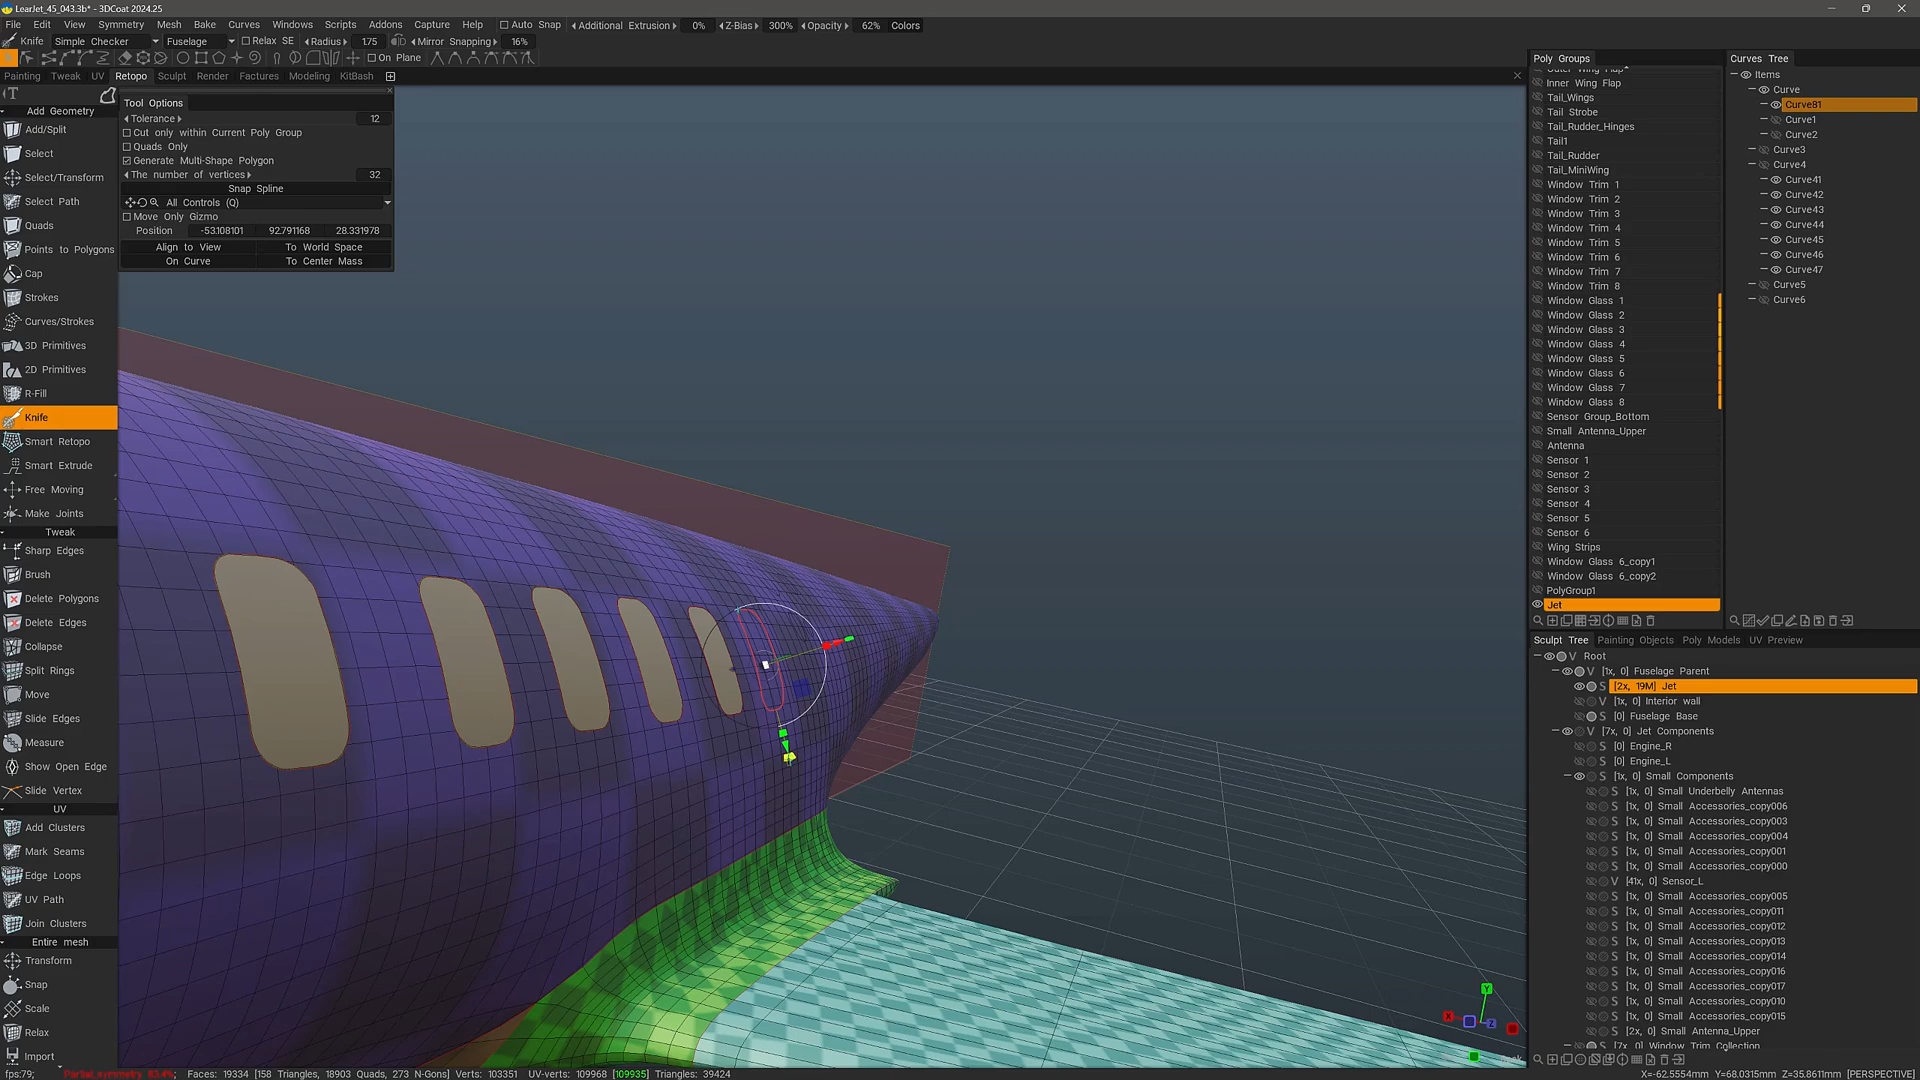 LearJet_45_043.3b* - 3DCoat 2024.25
File Edit View Symmetry Mesh Bake Curves Windows Scripts Addons Capture Help Auto Snap Additional Extrusion 0% Z-Bias 300% Opacity 62% Colors
Knife Simple Checker Fuselage Relax SE Radius 1.75 Mirror Snapping 16%
On Plane
Painting Tweak UV Retopo Sculpt Render Factures Modeling KitBash
Add Geometry
Add/Split
Select
Select/Transform
Select Path
Quads
Points to Polygons
Cap
Strokes
Curves/Strokes
3D Primitives
2D Primitives
R-Fill
Knife
Smart Retopo
Smart Extrude
Free Moving
Make Joints
Tweak
Sharp Edges
Brush
Delete Polygons
Delete Edges
Collapse
Split Rings
Move
Slide Edges
Measure
Show Open Edge
Slide Vertex
UV
Add Clusters
Mark Seams
Edge Loops
UV Path
Join Clusters
Entire mesh
Transform
Snap
Scale
Relax
Import
Tool Options
Tolerance 12
Cut only within Current Poly Group
Quads Only
Generate Multi-Shape Polygon
The number of vertices 32
Snap Spline
All Controls (Q)
Move Only Gizmo
Position -53.108101 92.791168 28.331978
Align to View To World Space
On Curve To Center Mass
Poly Groups
Outer Wing Flap
Inner Wing Flap
Tail_Wings
Tail Strobe
Tail_Rudder_Hinges
Tail1
Tail_Rudder
Tail_MiniWing
Window Trim 1
Window Trim 2
Window Trim 3
Window Trim 4
Window Trim 5
Window Trim 6
Window Trim 7
Window Trim 8
Window Glass 1
Window Glass 2
Window Glass 3
Window Glass 4
Window Glass 5
Window Glass 6
Window Glass 7
Window Glass 8
Sensor Group_Bottom
Small Antenna_Upper
Antenna
Sensor 1
Sensor 2
Sensor 3
Sensor 4
Sensor 5
Sensor 6
Wing Strips
Window Glass 6_copy1
Window Glass 6_copy2
PolyGroup1
Jet
Curves Tree
Items
Curve
Curve81
Curve1
Curve2
Curve3
Curve4
Curve41
Curve42
Curve43
Curve44
Curve45
Curve46
Curve47
Curve5
Curve6
Sculpt Tree Painting Objects Poly Models UV Preview
V Root
V [1x, 0] Fuselage Parent
S [2x, 19M] Jet
V [1x, 0] Interior wall
S [0] Fuselage Base
V [7x, 0] Jet Components
S [0] Engine_R
S [0] Engine_L
S [1x, 0] Small Components
S [1x, 0] Small Underbelly Antennas
S [1x, 0] Small Accessories_copy006
S [1x, 0] Small Accessories_copy003
S [1x, 0] Small Accessories_copy004
S [1x, 0] Small Accessories_copy001
S [1x, 0] Small Accessories_copy000
V [41x, 0] Sensor_L
S [1x, 0] Small Accessories_copy005
S [1x, 0] Small Accessories_copy011
S [1x, 0] Small Accessories_copy012
S [1x, 0] Small Accessories_copy013
S [1x, 0] Small Accessories_copy014
S [1x, 0] Small Accessories_copy016
S [1x, 0] Small Accessories_copy017
S [1x, 0] Small Accessories_copy010
S [1x, 0] Small Accessories_copy015
S [2x, 0] Small Antenna_Upper
V [7x, 0] Window Trim Collection
Y
X
Z
fps:79; Partial symmetry 83.4%; Faces: 19334 [158 Triangles, 18903 Quads, 273 N-Gons] Verts: 103351 UV-verts: 109968 [109935] Triangles: 39424 X=-62.5554mm Y=68.0315mm Z=35.8611mm [PERSPECTIVE]